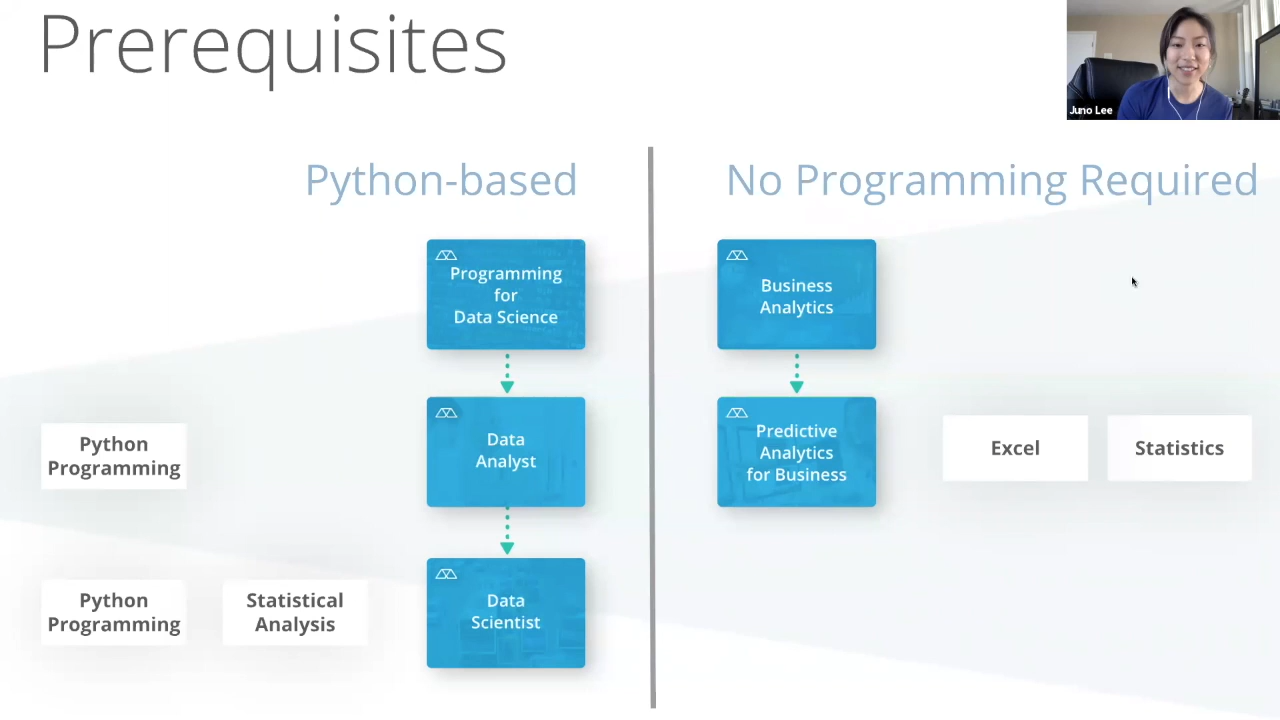 Prerequisites
Juno Lee
Python-based
No Programming Required
Programming
for
Data Science
Business
Analytics
Python
Programming
Data
Analyst
Predictive
Analytics
for Business
Excel
Statistics
Python
Programming
Statistical
Analysis
Data
Scientist